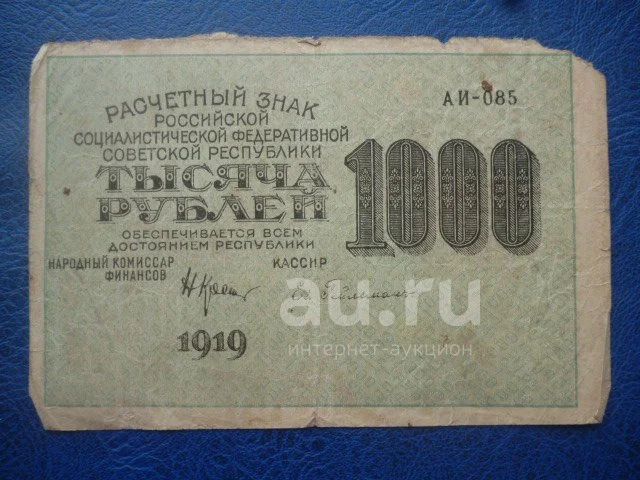 АИ-085
РАСЧЕТНЫЙ ЗНАК
РОССИЙСКОЙ
СОЦИАЛИСТИЧЕСКОЙ ФЕДЕРАТИВНОЙ
СОВЕТСКОЙ РЕСПУБЛИКИ
ТЫСЯЧА
РУБЛЕЙ
1000
ОБЕСПЕЧИВАЕТСЯ ВСЕМ
ДОСТОЯНИЕМ РЕСПУБЛИКИ
НАРОДНЫЙ КОМИССАР
ФИНАНСОВ
КАССИР
1919
au.ru
интернет-аукцион